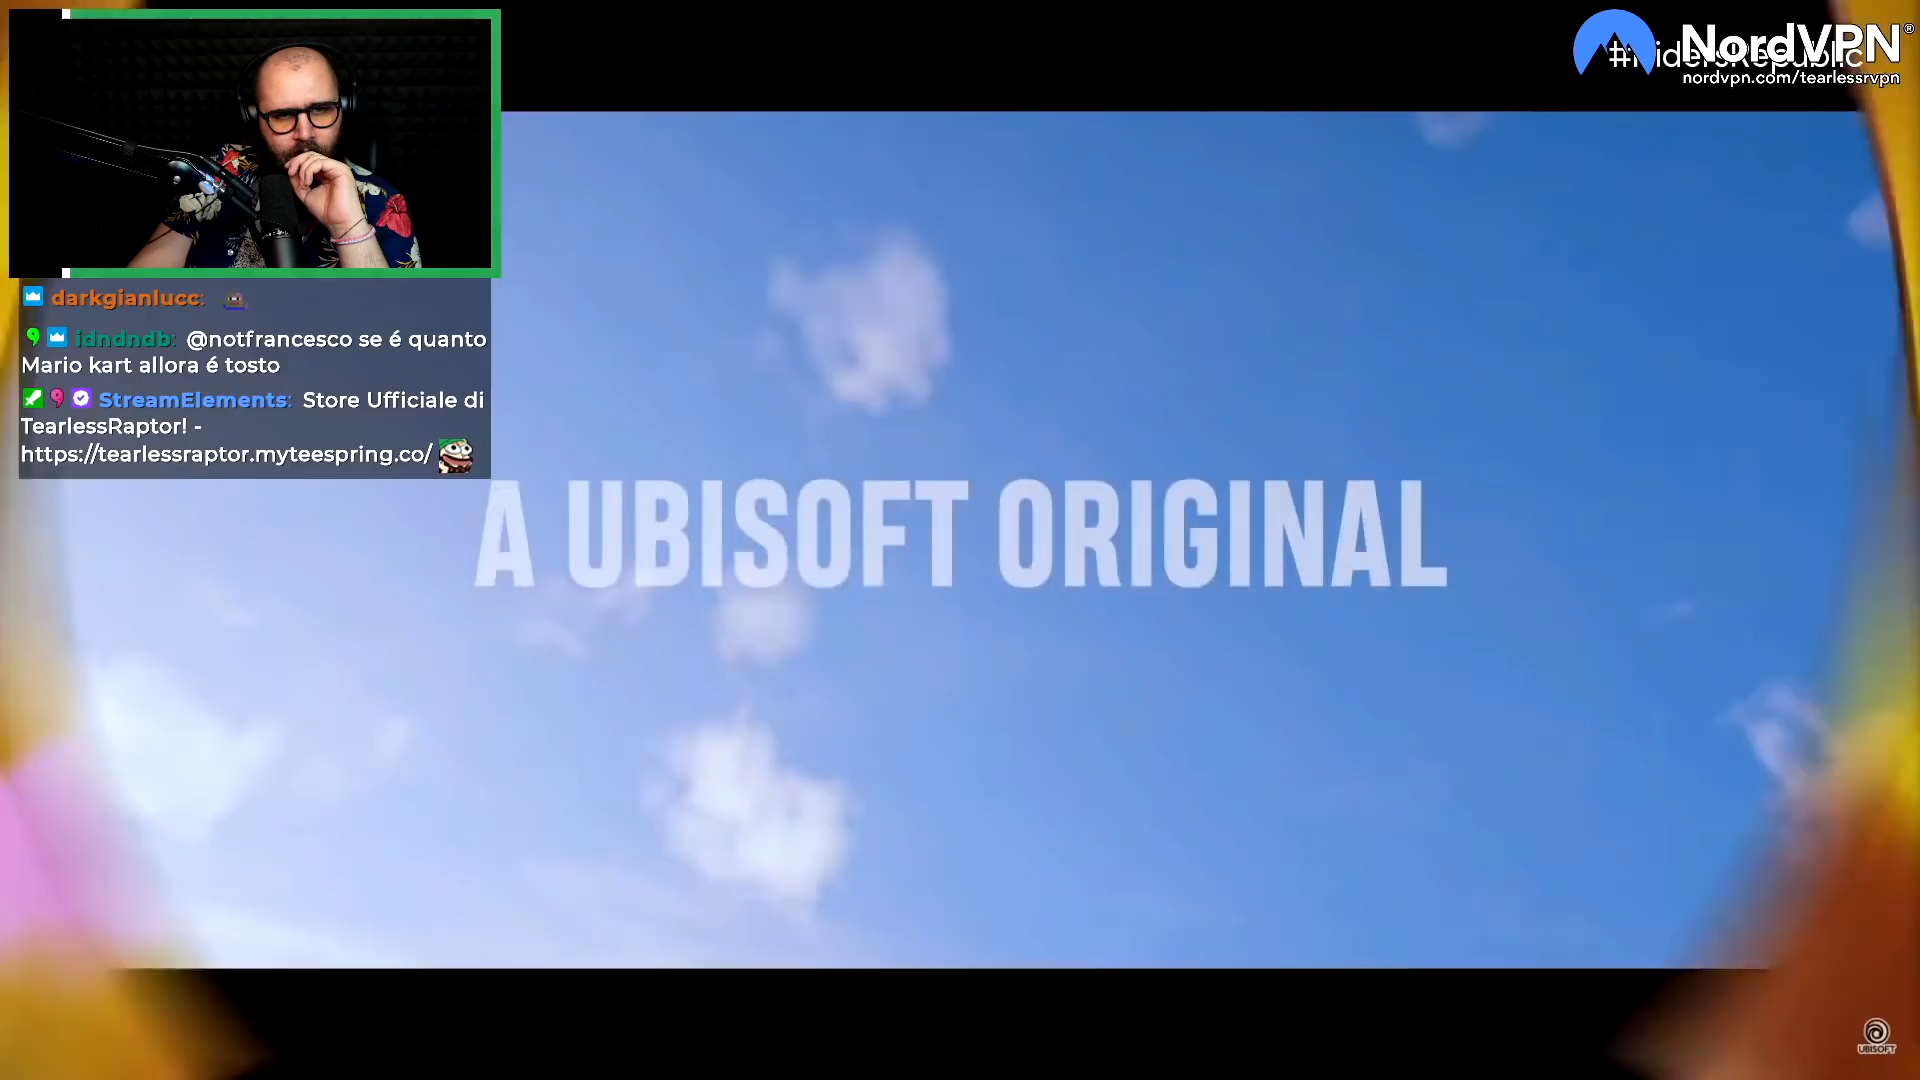 NordVPN®
#RidersRepublic
nordvpn.com/tearlessrvpn
darkgianlucc:
idndndb: @notfrancesco se é quanto
Mario kart allora é tosto
StreamElements: Store Ufficiale di
TearlessRaptor! -
https://tearlessraptor.myteespring.co/
A UBISOFT ORIGINAL
UBISOFT